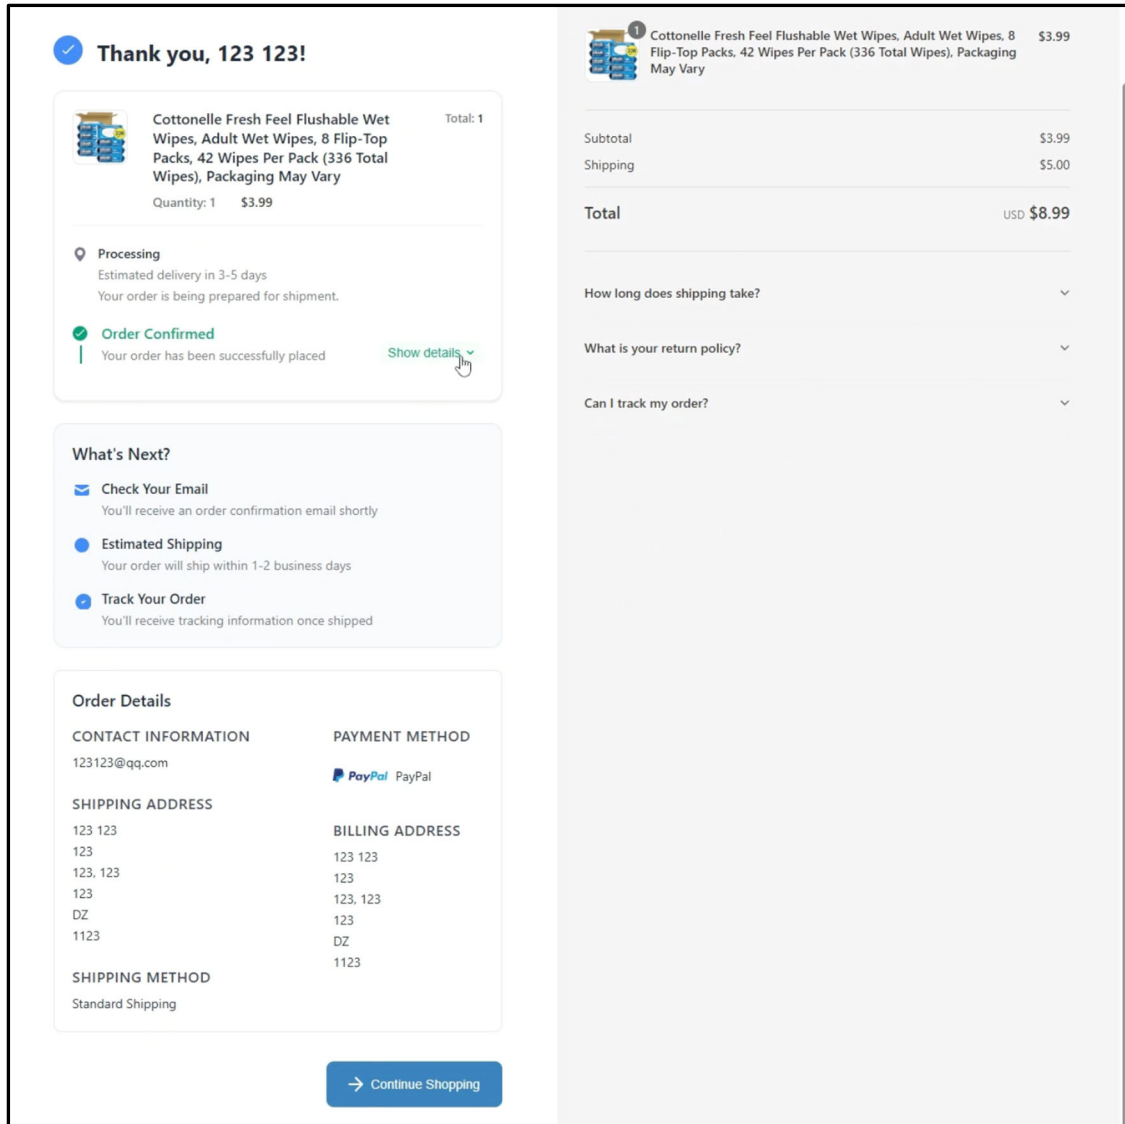 Thank you, 123 123!
Cottonelle Fresh Feel Flushable Wet
Wipes, Adult Wet Wipes, 8 Flip-Top
Packs, 42 Wipes Per Pack (336 Total
Wipes), Packaging May Vary
Total: 1
Quantity: 1 $3.99
Processing
Estimated delivery in 3-5 days
Your order is being prepared for shipment.
Order Confirmed
Your order has been successfully placed
Show details
What's Next?
Check Your Email
You'll receive an order confirmation email shortly
Estimated Shipping
Your order will ship within 1-2 business days
Track Your Order
You'll receive tracking information once shipped
Order Details
CONTACT INFORMATION
123123@qq.com
SHIPPING ADDRESS
123 123
123
123, 123
123
DZ
1123
SHIPPING METHOD
Standard Shipping
PAYMENT METHOD
PayPal PayPal
BILLING ADDRESS
123 123
123
123, 123
123
DZ
1123
Continue Shopping
1
Cottonelle Fresh Feel Flushable Wet Wipes, Adult Wet Wipes, 8
Flip-Top Packs, 42 Wipes Per Pack (336 Total Wipes), Packaging
May Vary
$3.99
Subtotal $3.99
Shipping $5.00
Total USD $8.99
How long does shipping take?
What is your return policy?
Can I track my order?